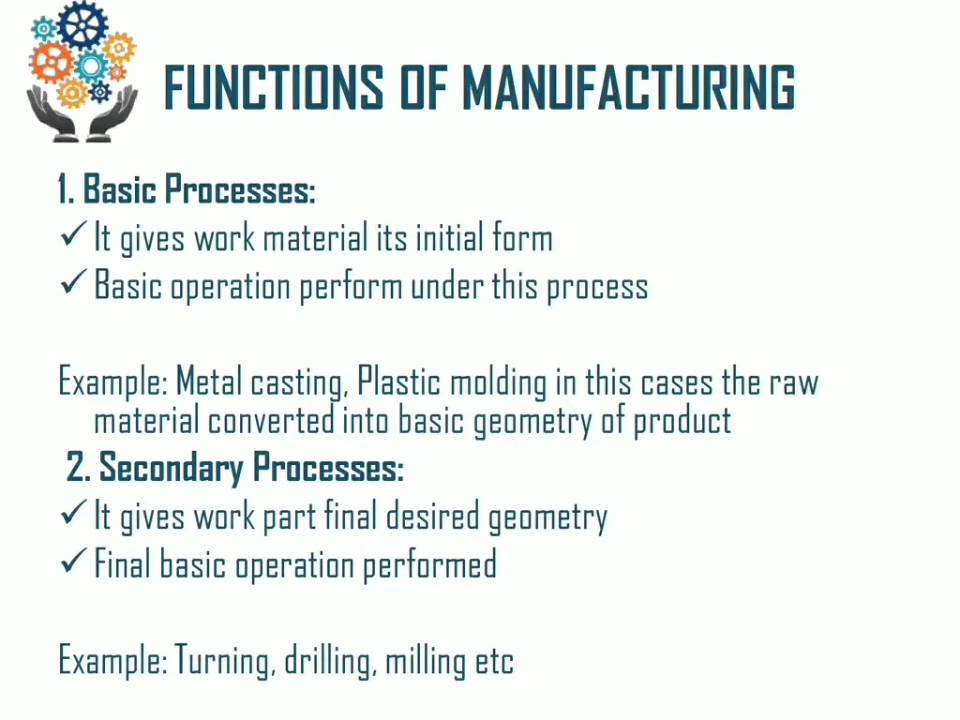 FUNCTIONS OF MANUFACTURING
1. Basic Processes:
✓ It gives work material its initial form
✓ Basic operation perform under this process
Example: Metal casting, Plastic molding in this cases the raw
material converted into basic geometry of product
2. Secondary Processes:
✓ It gives work part final desired geometry
✓ Final basic operation performed
Example: Turning, drilling, milling etc